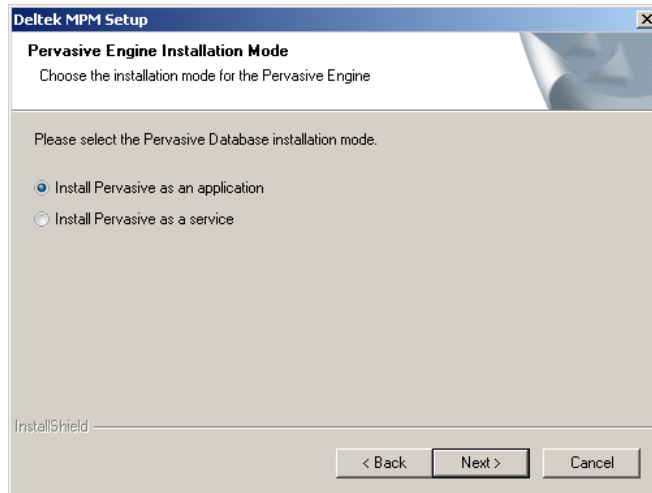 Deltek MPM Setup
Pervasive Engine Installation Mode
Choose the installation mode for the Pervasive Engine
Please select the Pervasive Database installation mode.
Install Pervasive as an application
Install Pervasive as a service
InstallShield
< Back
Next >
Cancel